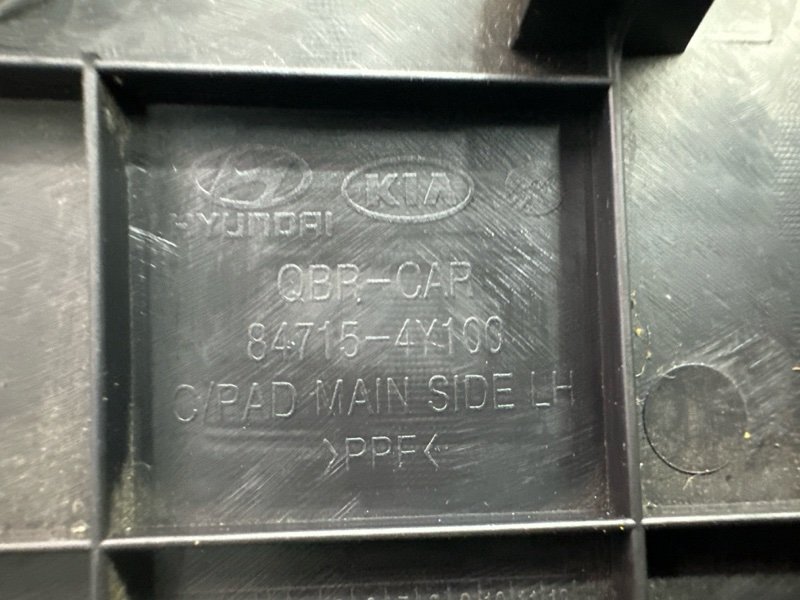 HYUNDAI KIA
QBR-CAR
84715-4Y100
C/PAD MAIN SIDE LH
>PPF<